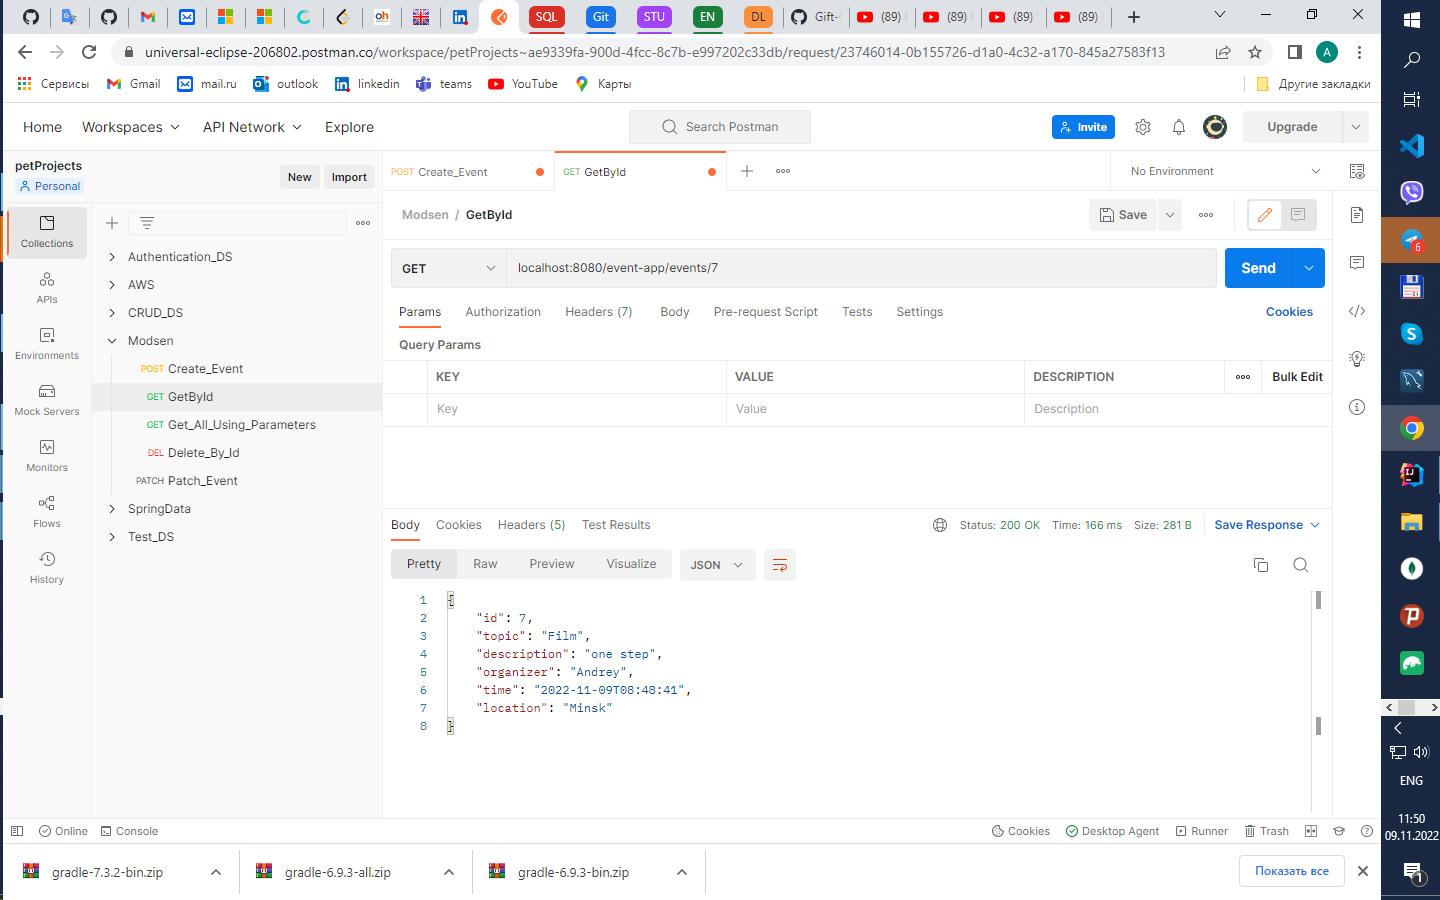 SQL
Git
STU
EN
DL
Gift-
(89)
(89)
(89)
(89)
universal-eclipse-206802.postman.co/workspace/petProjects~ae9339fa-900d-4fcc-8c7b-e997202c33db/request/23746014-0b155726-d1a0-4c32-a170-845a27583f13
A
Сервисы
Gmail
mail.ru
outlook
linkedin
teams
YouTube
Карты
Другие закладки
Home
Workspaces
API Network
Explore
Search Postman
Invite
Upgrade
petProjects
Personal
New
Import
POST Create_Event
GET GetById
No Environment
Collections
APIs
Environments
Mock Servers
Monitors
Flows
History
Authentication_DS
AWS
CRUD_DS
Modsen
POST Create_Event
GET GetById
GET Get_All_Using_Parameters
DEL Delete_By_Id
PATCH Patch_Event
SpringData
Test_DS
Modsen / GetById
Save
GET
localhost:8080/event-app/events/7
Send
Params
Authorization
Headers (7)
Body
Pre-request Script
Tests
Settings
Cookies
Query Params
KEY
VALUE
DESCRIPTION
Bulk Edit
Key
Value
Description
Body
Cookies
Headers (5)
Test Results
Status: 200 OK
Time: 166 ms
Size: 281 B
Save Response
Pretty
Raw
Preview
Visualize
JSON
1 {
2 "id": 7,
3 "topic": "Film",
4 "description": "one step",
5 "organizer": "Andrey",
6 "time": "2022-11-09T08:48:41",
7 "location": "Minsk"
8 }
Online
Console
Cookies
Desktop Agent
Runner
Trash
gradle-7.3.2-bin.zip
gradle-6.9.3-all.zip
gradle-6.9.3-bin.zip
Показать все
6
ENG
11:50
09.11.2022
1